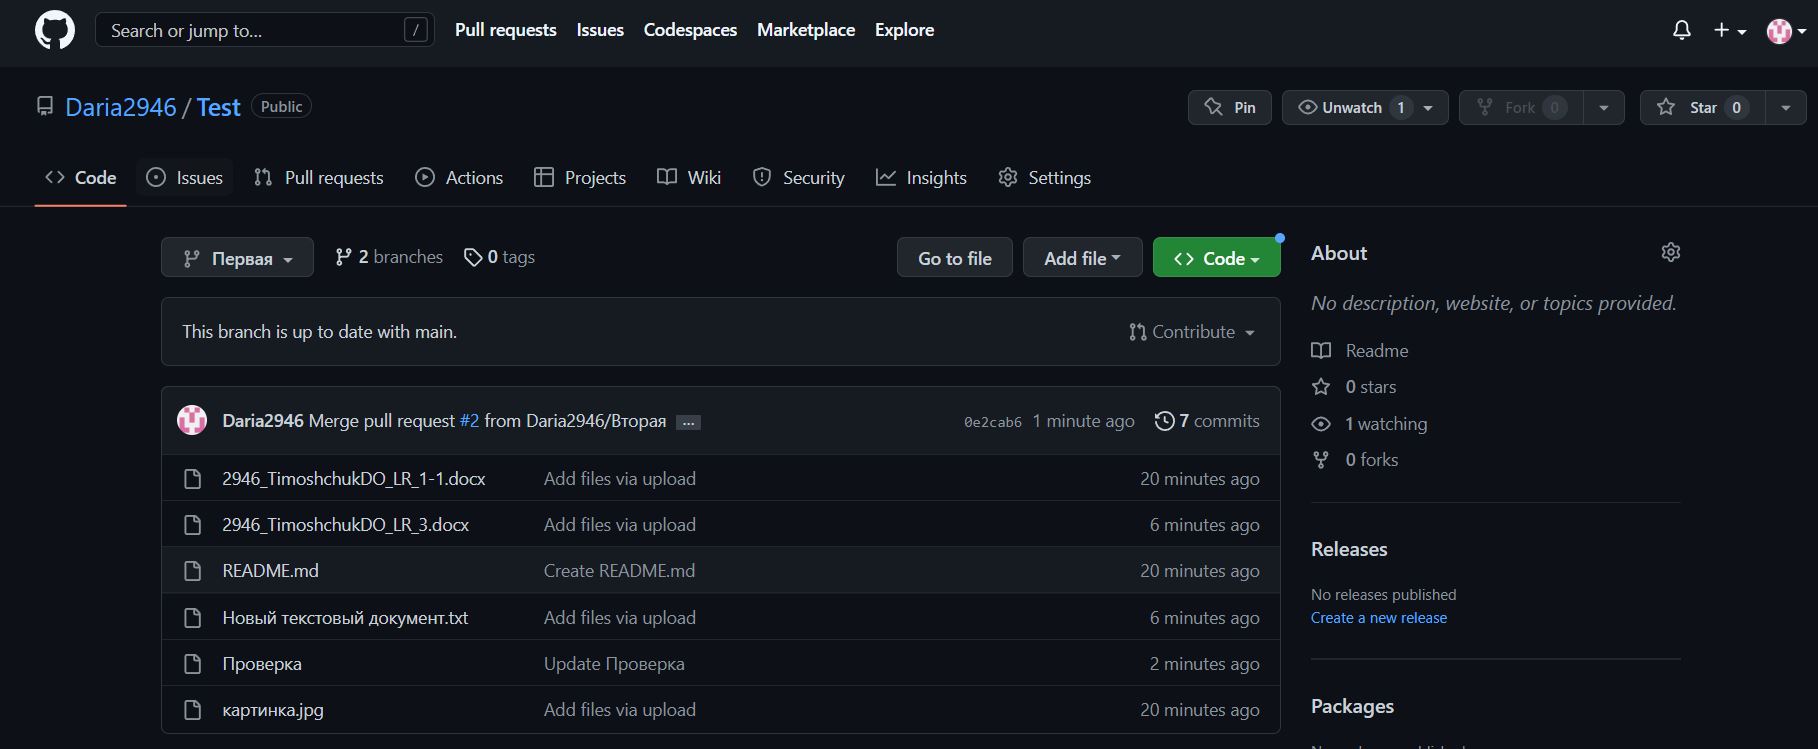 Search or jump to... / Pull requests Issues Codespaces Marketplace Explore
Daria2946 / Test Public Pin Unwatch 1 Fork 0 Star 0
Code Issues Pull requests Actions Projects Wiki Security Insights Settings
Первая 2 branches 0 tags Go to file Add file Code
This branch is up to date with main. Contribute
Daria2946 Merge pull request #2 from Daria2946/Вторая ... 0e2cab6 1 minute ago 7 commits
2946_TimoshchukDO_LR_1-1.docx Add files via upload 20 minutes ago
2946_TimoshchukDO_LR_3.docx Add files via upload 6 minutes ago
README.md Create README.md 20 minutes ago
Новый текстовый документ.txt Add files via upload 6 minutes ago
Проверка Update Проверка 2 minutes ago
картинка.jpg Add files via upload 20 minutes ago
About
No description, website, or topics provided.
Readme
0 stars
1 watching
0 forks
Releases
No releases published
Create a new release
Packages